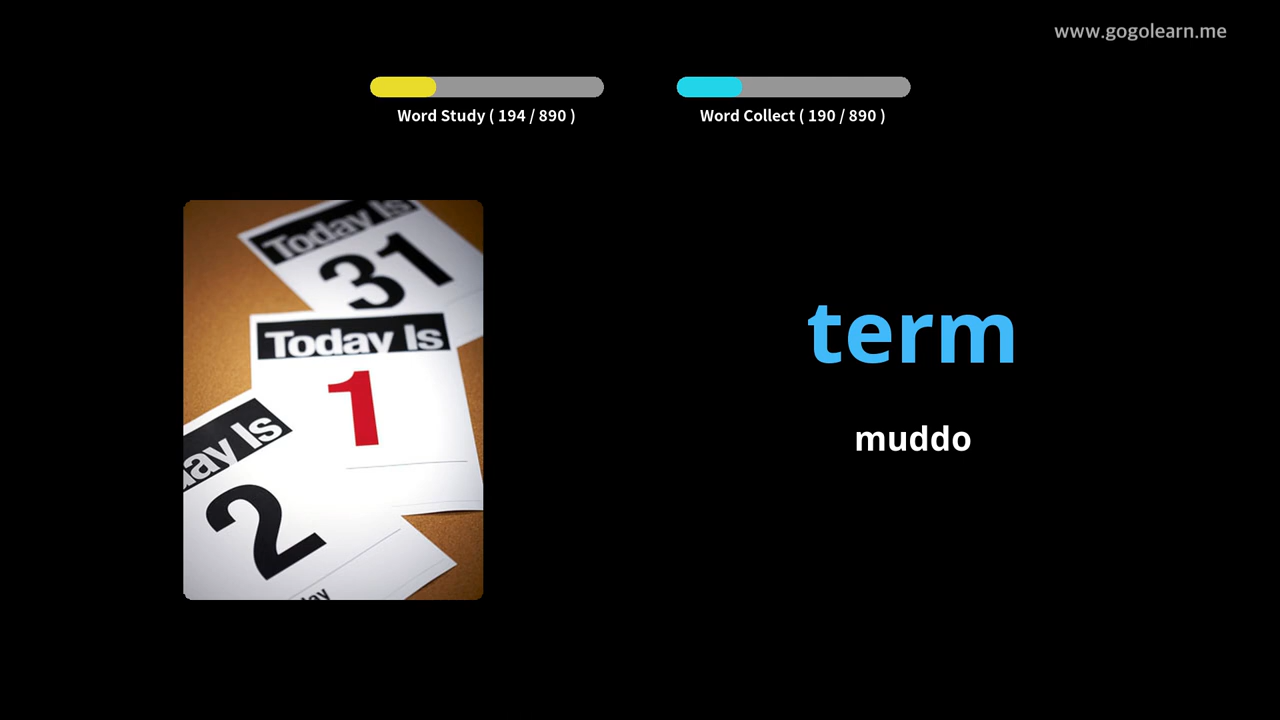 www.gogolearn.me
Word Study ( 194 / 890 )
Word Collect ( 190 / 890 )
Today Is
31
Today Is
1
day Is
2
term
muddo